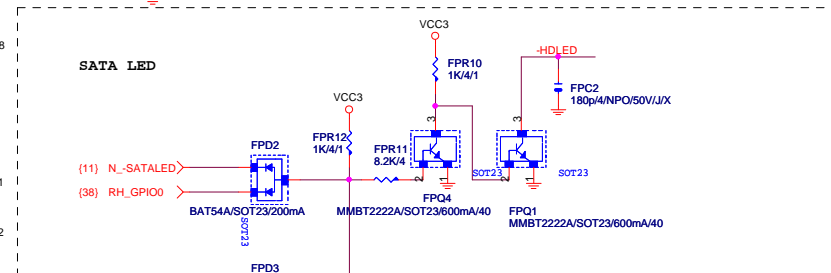 8
SATA LED
VCC3
FPR10
1K/4/1
-HDLED
FPC2
180p/4/NPO/50V/J/X
VCC3
FPR12
1K/4/1
FPR11
8.2K/4
3
3
FPD2
{11} N_-SATALED
{38} RH_GPIO0
SOT23
SOT23
2
1
2
1
1
BAT54A/SOT23/200mA
SOT23
FPQ4
MMBT2222A/SOT23/600mA/40
FPQ1
MMBT2222A/SOT23/600mA/40
2
FPD3